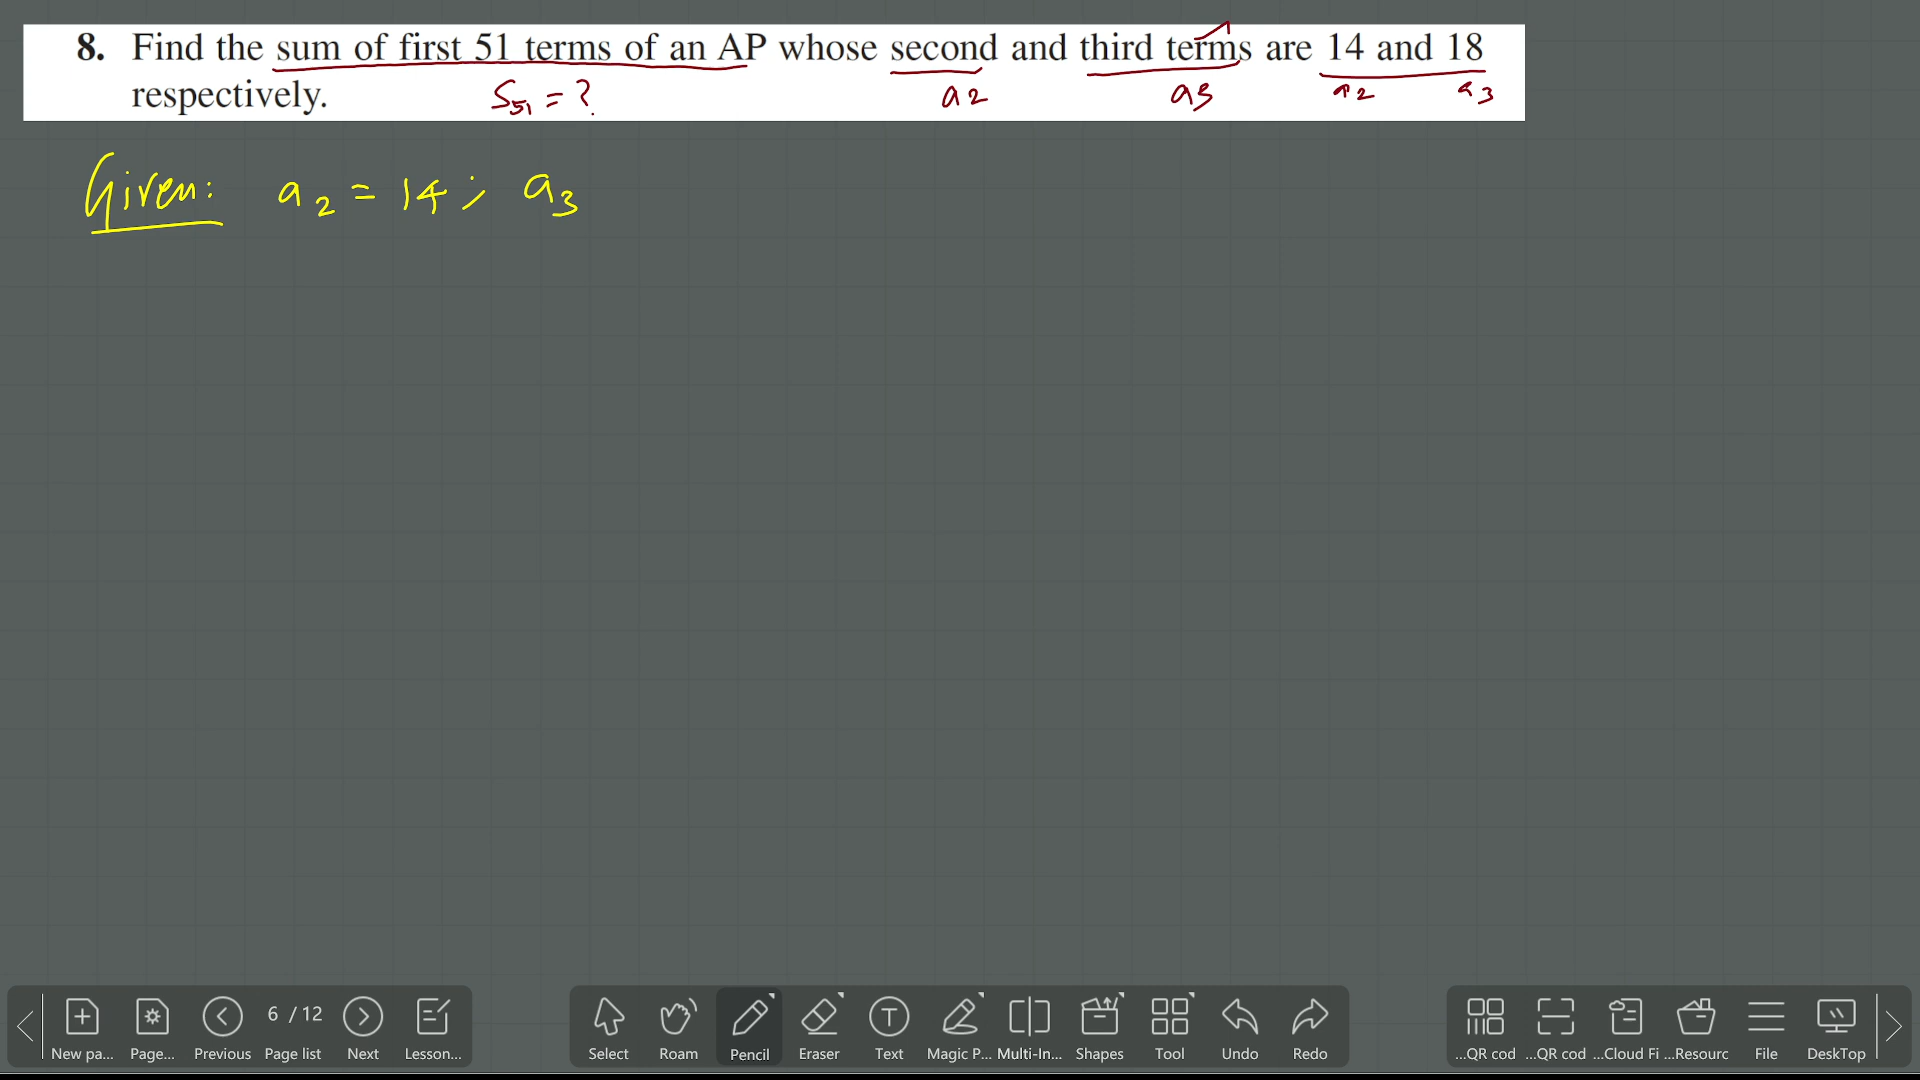 8. Find the sum of first 51 terms of an AP whose second and third terms are 14 and 18
respectively.
S51 = ? a2 a3 a2 a3
Given: a2 = 14 ; a3
New pa... Page... Previous 6 / 12 Page list Next Lesson... Select Roam Pencil Eraser Text Magic P... Multi-In... Shapes Tool Undo Redo ...QR cod ...QR cod ...Cloud Fi ...Resourc File DeskTop